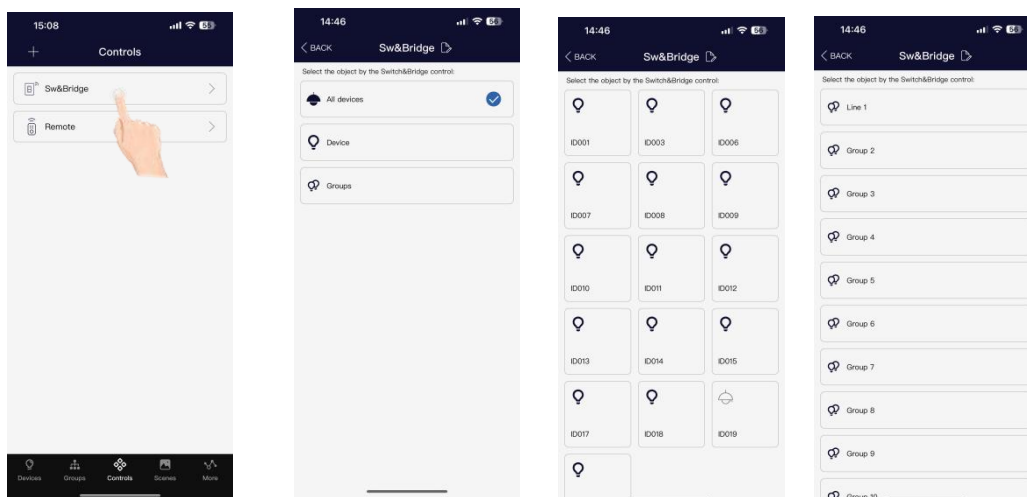 15:08
Controls
Sw&Bridge
Remote
Devices
Groups
Controls
Scenes
More
14:46
BACK
Sw&Bridge
Select the object by the Switch&Bridge control:
All devices
Device
Groups
14:46
BACK
Sw&Bridge
Select the object by the Switch&Bridge control:
ID001 ID003 ID006
ID007 ID008 ID009
ID010 ID011 ID012
ID013 ID014 ID015
ID017 ID018 ID019
14:46
BACK
Sw&Bridge
Select the object by the Switch&Bridge control:
Line 1
Group 2
Group 3
Group 4
Group 5
Group 6
Group 7
Group 8
Group 9
Group 10